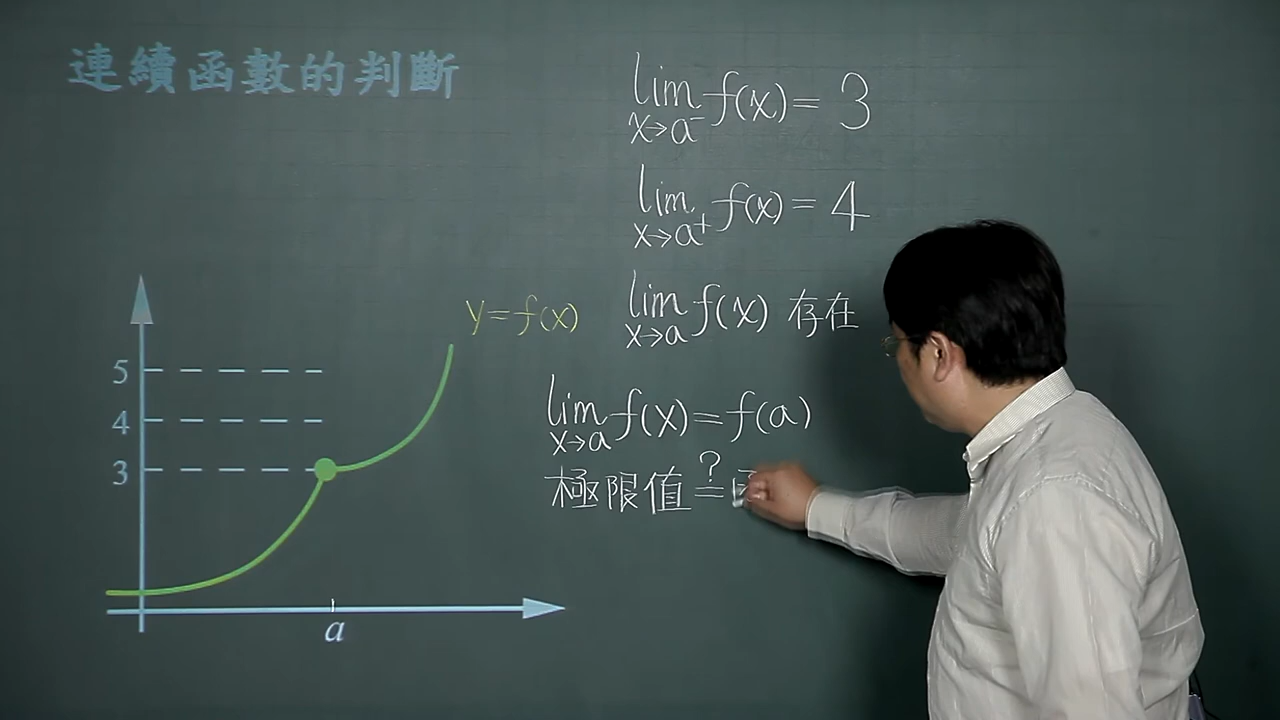 連續函數的判斷
lim f(x) = 3
x→a⁻
lim f(x) = 4
x→a⁺
lim f(x) 存在
x→a
y=f(x)
lim f(x) = f(a)
x→a
極限值 ?=
5
4
3
a